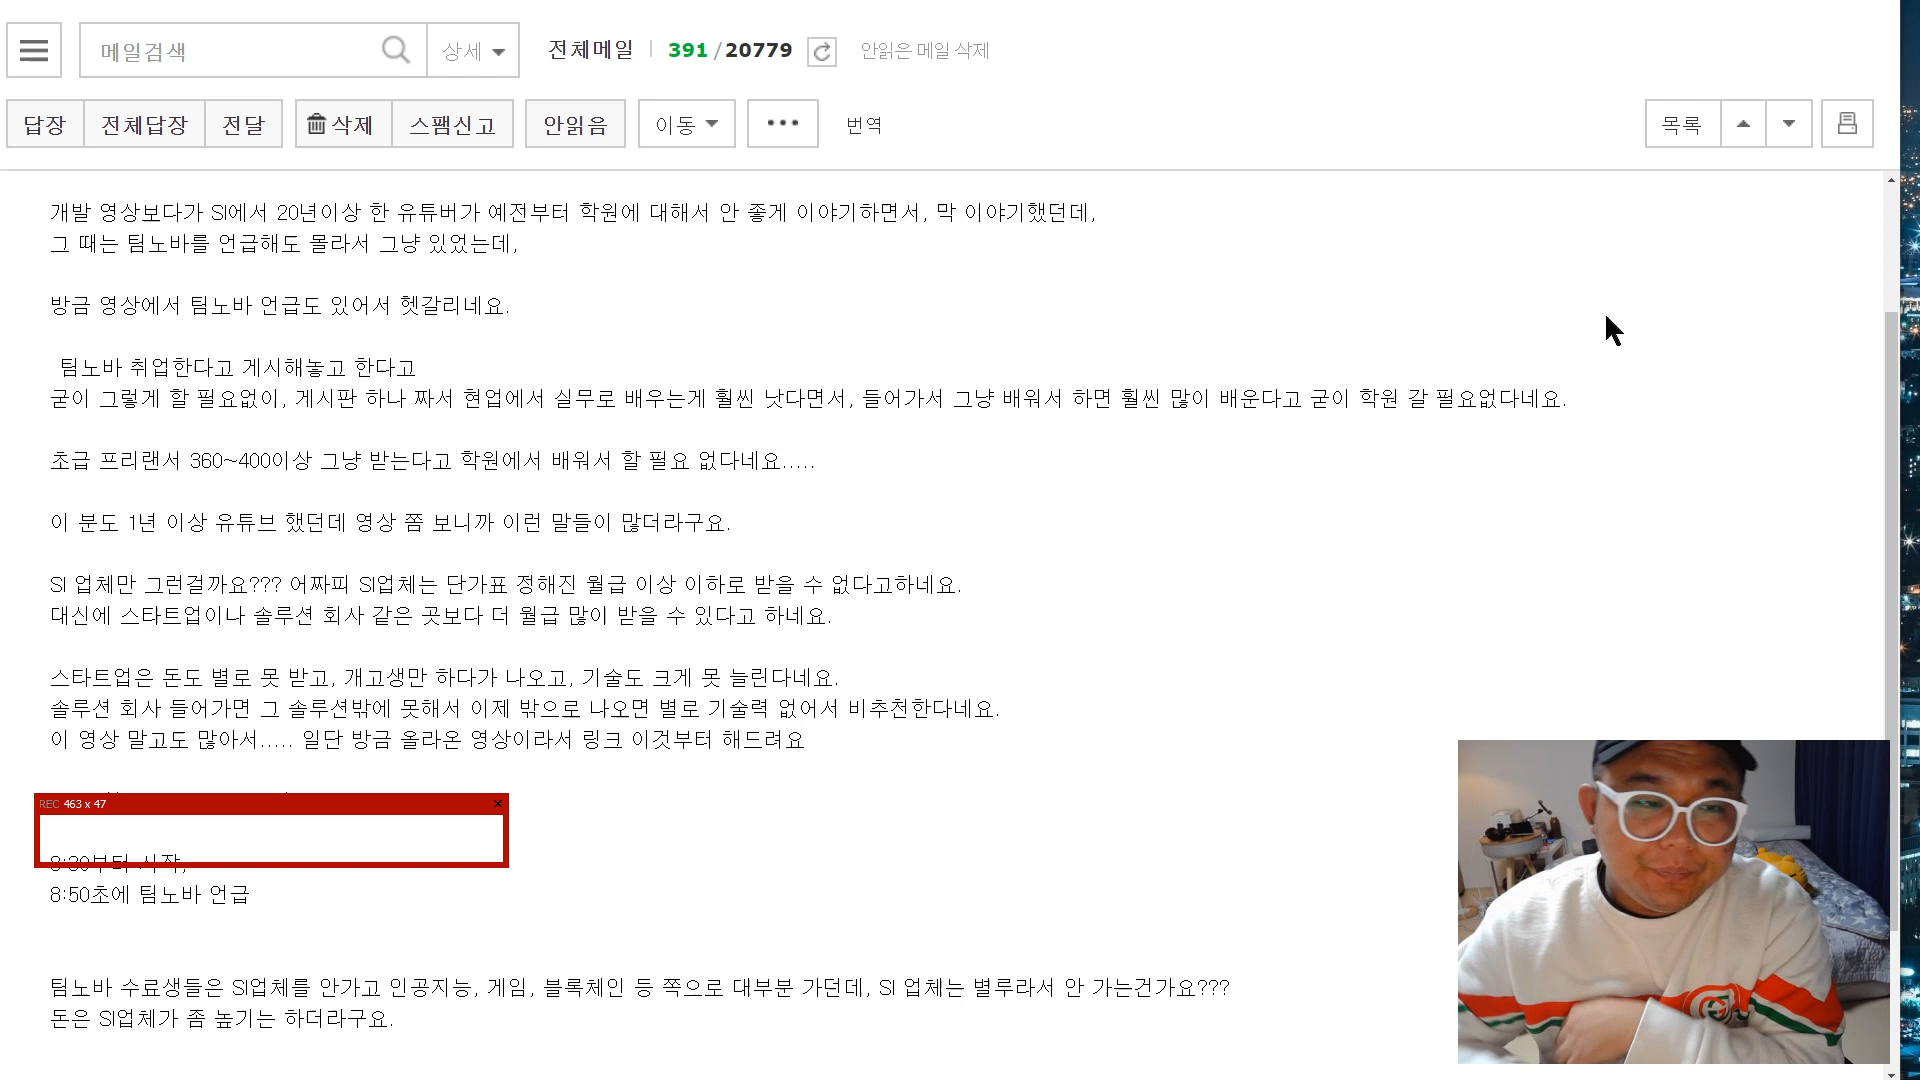 메일검색
상세
전체메일
391 / 20779
안읽은 메일 삭제
답장
전체답장
전달
삭제
스팸신고
안읽음
이동
•••
번역
목록
개발 영상보다가 SI에서 20년이상 한 유튜버가 예전부터 학원에 대해서 안 좋게 이야기하면서, 막 이야기했던데,
그 때는 팀노바를 언급해도 몰라서 그냥 있었는데,
방금 영상에서 팀노바 언급도 있어서 헷갈리네요.
팀노바 취업한다고 게시해놓고 한다고
굳이 그렇게 할 필요없이, 게시판 하나 짜서 현업에서 실무로 배우는게 훨씬 낫다면서, 들어가서 그냥 배워서 하면 훨씬 많이 배운다고 굳이 학원 갈 필요없다네요.
초급 프리랜서 360~400이상 그냥 받는다고 학원에서 배워서 할 필요 없다네요.....
이 분도 1년 이상 유튜브 했던데 영상 쫌 보니까 이런 말들이 많더라구요.
SI 업체만 그런걸까요??? 어짜피 SI업체는 단가표 정해진 월급 이상 이하로 받을 수 없다고하네요.
대신에 스타트업이나 솔루션 회사 같은 곳보다 더 월급 많이 받을 수 있다고 하네요.
스타트업은 돈도 별로 못 받고, 개고생만 하다가 나오고, 기술도 크게 못 늘린다네요.
솔루션 회사 들어가면 그 솔루션밖에 못해서 이제 밖으로 나오면 별로 기술력 없어서 비추천한다네요.
이 영상 말고도 많아서..... 일단 방금 올라온 영상이라서 링크 이것부터 해드려요
REC 463 x 47
8:30부터 시작,
8:50초에 팀노바 언급
팀노바 수료생들은 SI업체를 안가고 인공지능, 게임, 블록체인 등 쪽으로 대부분 가던데, SI 업체는 별루라서 안 가는건가요???
돈은 SI업체가 좀 높기는 하더라구요.